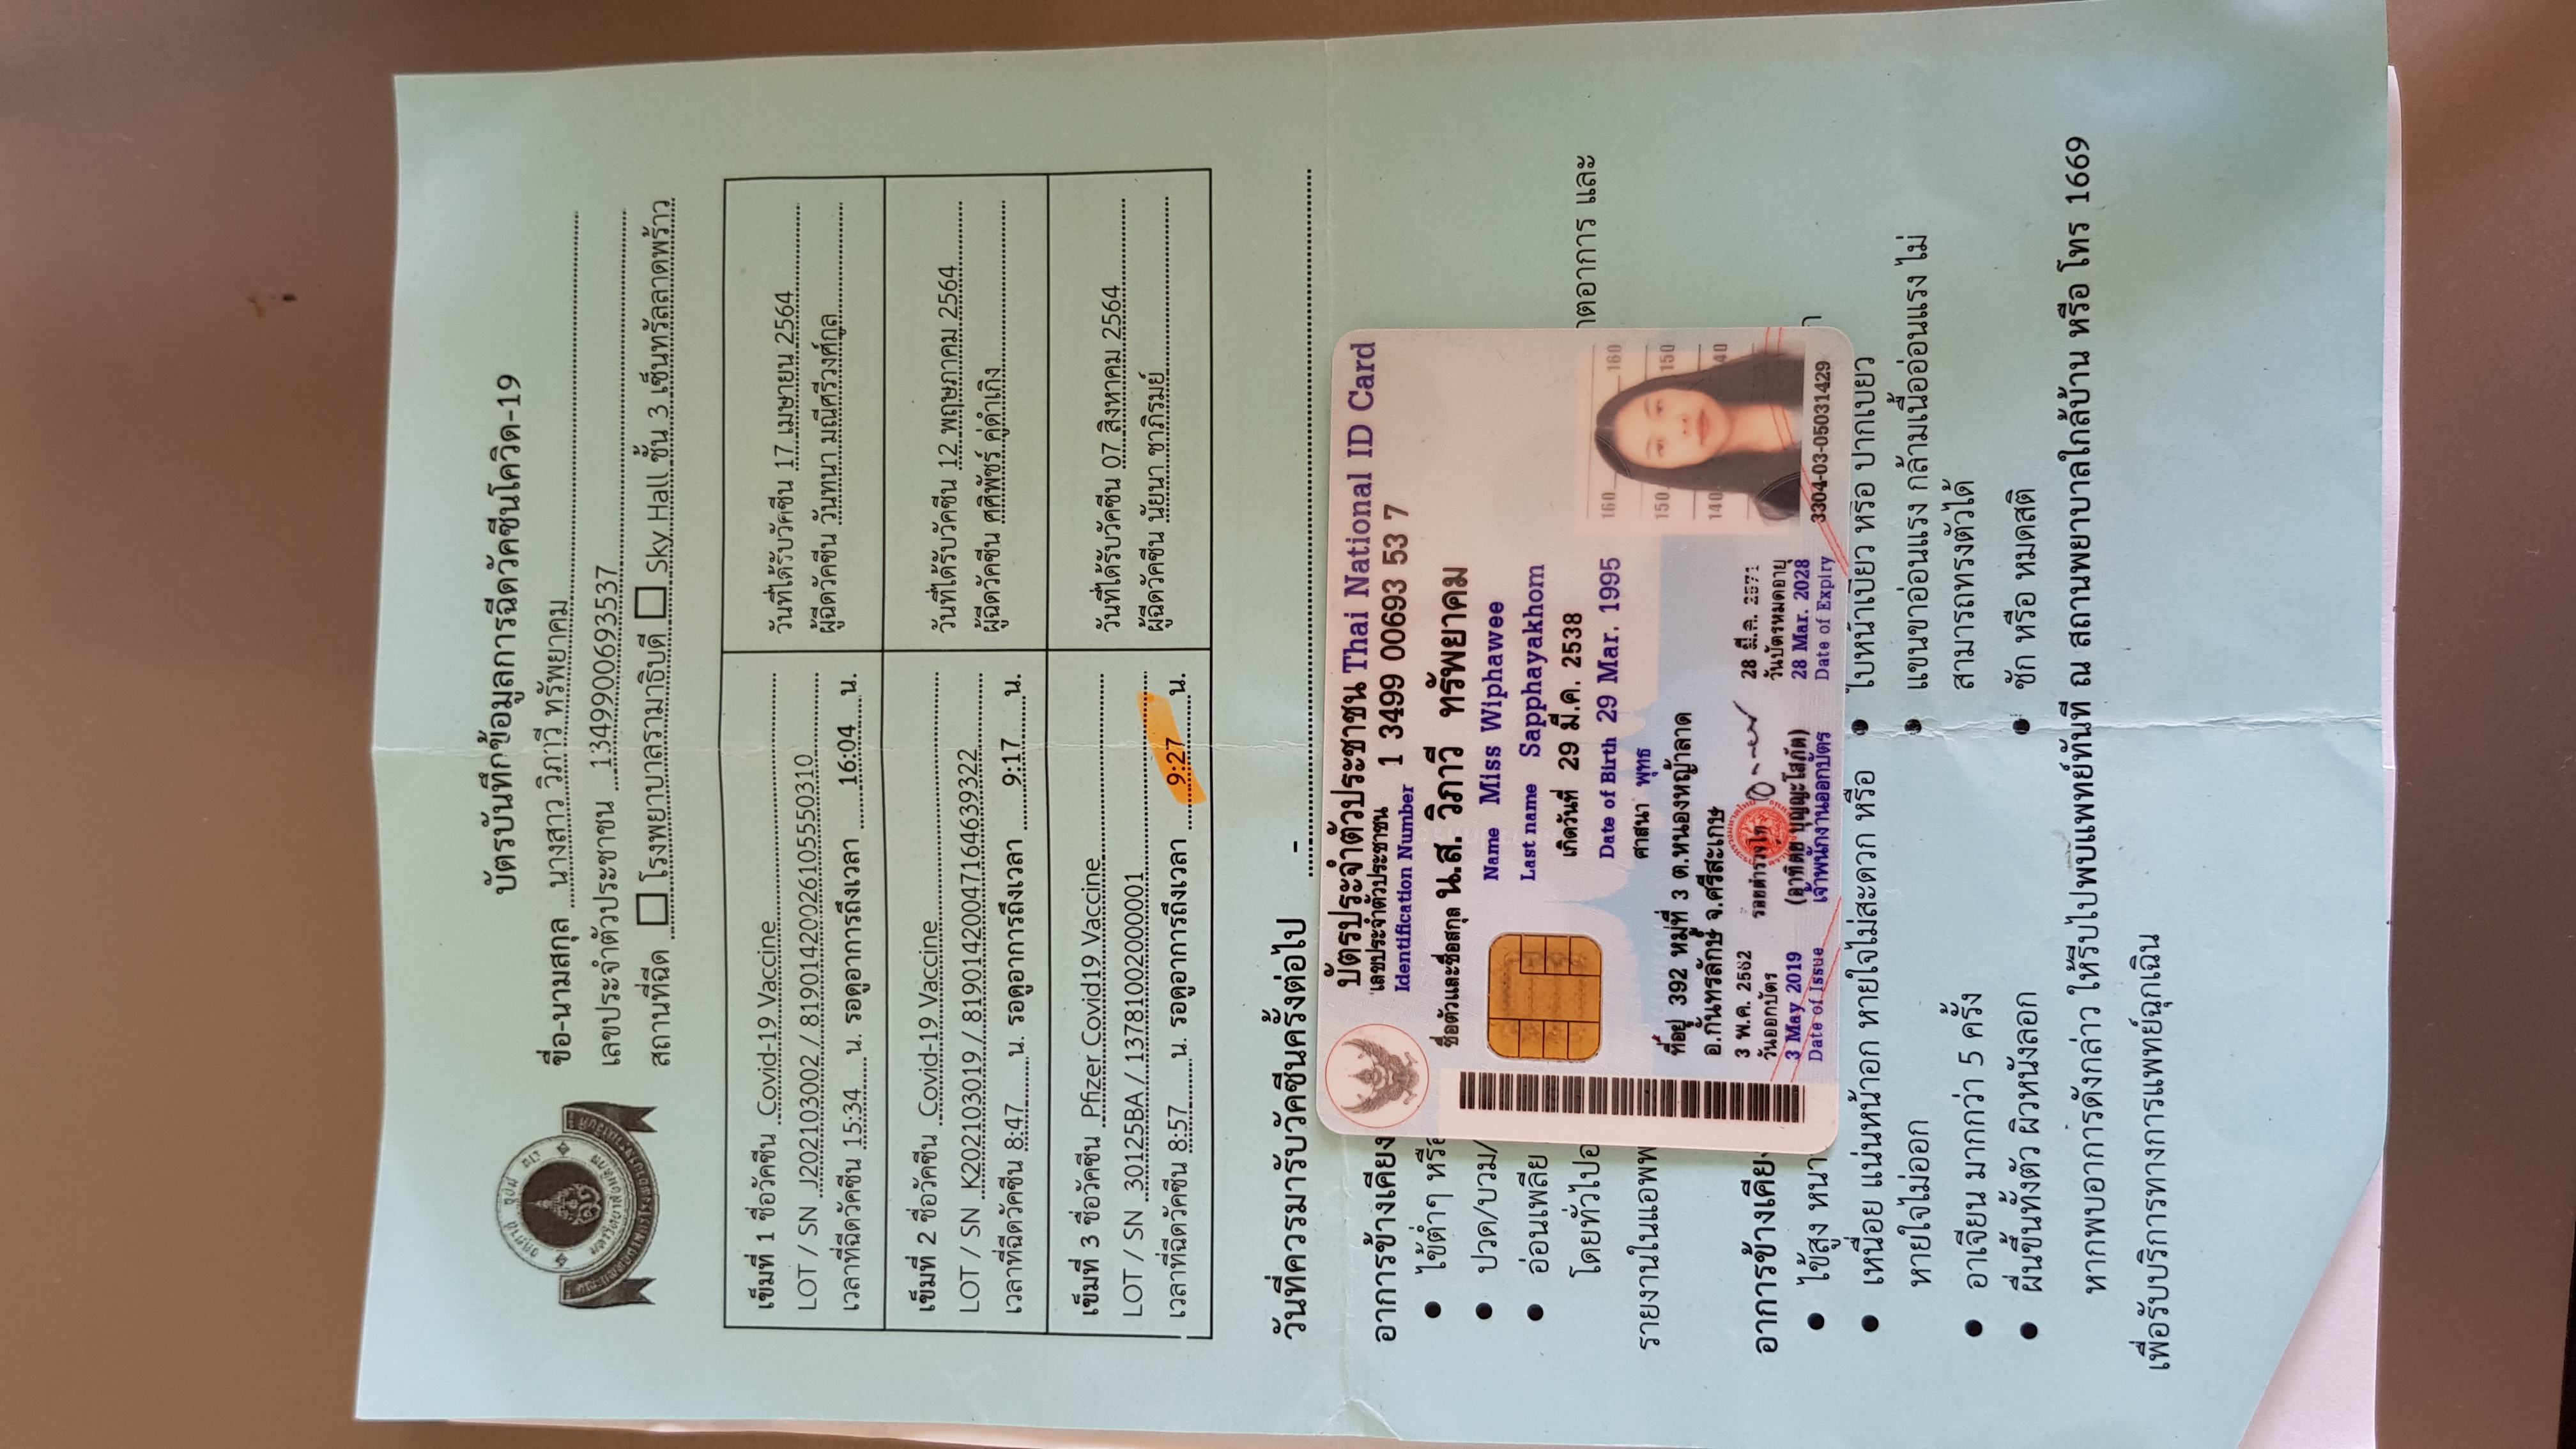 บัตรบันทึกข้อมูลการฉีดวัคซีนโควิด-19
ชื่อ-นามสกุล นางสาว วิภาวี ทรัพยาคม
เลขประจำตัวประชาชน 1349900693537
สถานที่ฉีด โรงพยาบาลรามาธิบดี Sky Hall ชั้น 3 เซ็นทรัลลาดพร้าว
เข็มที่ 1 ชื่อวัคซีน Covid-19 Vaccine
LOT / SN J202103002 / 81901420026105550310
เวลาที่ฉีดวัคซีน 15:34 น. รอดูอาการถึงเวลา 16:04 น.
วันที่ได้รับวัคซีน 17 เมษายน 2564
ผู้ฉีดวัคซีน วันทนา มณีศรีวงศ์กูล
เข็มที่ 2 ชื่อวัคซีน Covid-19 Vaccine
LOT / SN K202103019 / 81901420047164639322
เวลาที่ฉีดวัคซีน 8:47 น. รอดูอาการถึงเวลา 9:17 น.
วันที่ได้รับวัคซีน 12 พฤษภาคม 2564
ผู้ฉีดวัคซีน ศศิพัชร์ คู่ดำเกิง
เข็มที่ 3 ชื่อวัคซีน Pfizer Covid19 Vaccine
LOT / SN 30125BA / 13781002000001
เวลาที่ฉีดวัคซีน 8:57 น. รอดูอาการถึงเวลา 9:27 น.
วันที่ได้รับวัคซีน 07 สิงหาคม 2564
ผู้ฉีดวัคซีน นัยนา ชาภิรมย์
วันที่ควรมารับวัคซีนครั้งต่อไป -
บัตรประจำตัวประชาชน Thai National ID Card
เลขประจำตัวประชาชน
Identification Number 1 3499 00693 53 7
ชื่อตัวและชื่อสกุล น.ส. วิภาวี ทรัพยาคม
Name Miss Wiphawee
Last name Sapphayakhom
เกิดวันที่ 29 มี.ค. 2538
Date of Birth 29 Mar. 1995
ศาสนา พุทธ
ที่อยู่ 392 หมู่ที่ 3 ต.หนองหญ้าลาด
อ.กันทรลักษ์ จ.ศรีสะเกษ
3 พ.ค. 2562
วันออกบัตร
3 May 2019
Date of Issue
(อาทิตย์ บุญญะโสภัต)
เจ้าพนักงานออกบัตร
28 มี.ค. 2571
วันบัตรหมดอายุ
28 Mar. 2028
Date of Expiry
160 160
150 150
140
3304-03-05031429
อาการข้างเคียง
ไข้ต่ำๆ หรือ
ปวด/บวม/
อ่อนเพลีย
โดยทั่วไป
ตอาการ และ
รายงานในแอพ
อาการข้างเคียง
ไข้สูง หนา
เหนื่อย แน่นหน้าอก หายใจไม่สะดวก หรือ
หายใจไม่ออก
อาเจียน มากกว่า 5 ครั้ง
ผื่นขึ้นทั้งตัว ผิวหนังลอก
ใบหน้าเบี้ยว หรือ ปากเบี้ยว
แขนขาอ่อนแรง กล้ามเนื้ออ่อนแรง ไม่
สามารถทรงตัวได้
ชัก หรือ หมดสติ
หากพบอาการดังกล่าว ให้รีบไปพบแพทย์ทันที ณ สถานพยาบาลใกล้บ้าน หรือ โทร 1669
เพื่อรับบริการทางการแพทย์ฉุกเฉิน